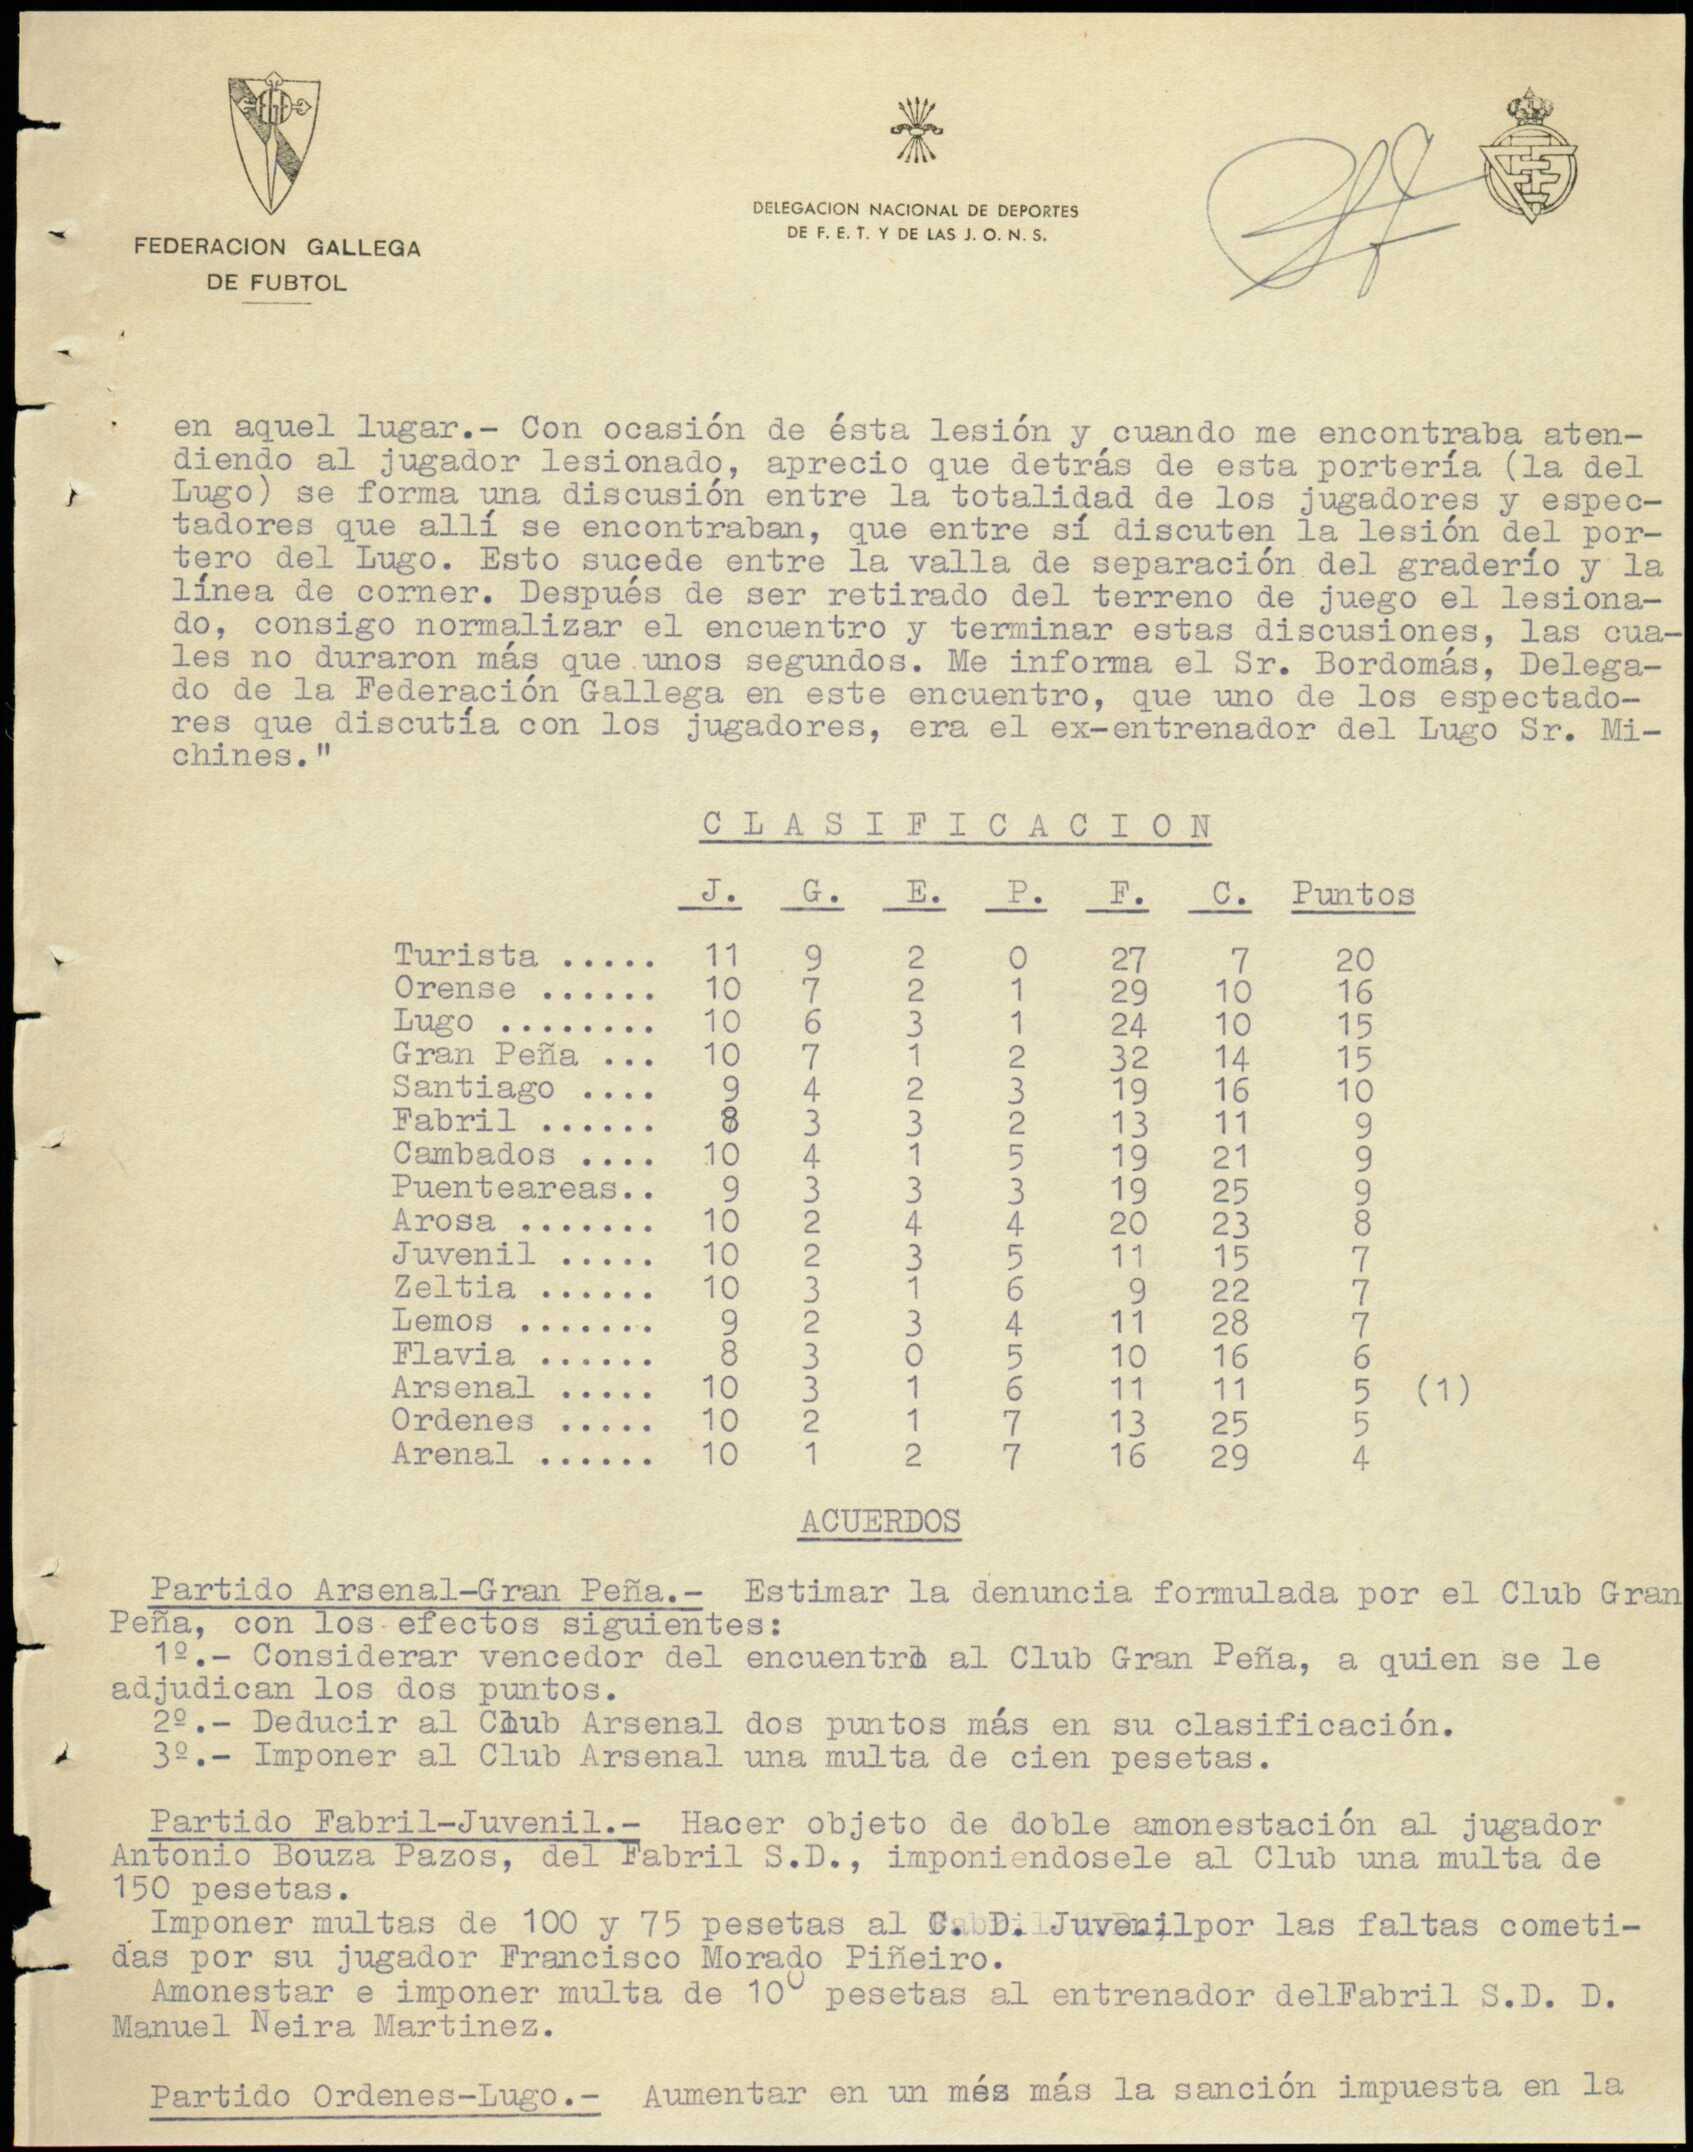 FEDERACION GALLEGA
DE FUBTOL
DELEGACION NACIONAL DE DEPORTES
DE F. E. T. Y DE LAS J. O. N. S.
en aquel lugar.- Con ocasión de ésta lesión y cuando me encontraba aten-
diendo al jugador lesionado, aprecio que detrás de esta portería (la del
Lugo) se forma una discusión entre la totalidad de los jugadores y espec-
tadores que allí se encontraban, que entre sí discuten la lesión del por-
tero del Lugo. Esto sucede entre la valla de separación del graderío y la
línea de corner. Después de ser retirado del terreno de juego el lesiona-
do, consigo normalizar el encuentro y terminar estas discusiones, las cua-
les no duraron más que unos segundos. Me informa el Sr. Bordomás, Delega-
do de la Federación Gallega en este encuentro, que uno de los espectado-
res que discutía con los jugadores, era el ex-entrenador del Lugo Sr. Mi-
chines."
C L A S I F I C A C I O N
J. G. E. P. F. C. Puntos
Turista ..... 11 9 2 0 27 7 20
Orense ...... 10 7 2 1 29 10 16
Lugo ........ 10 6 3 1 24 10 15
Gran Peña ... 10 7 1 2 32 14 15
Santiago .... 9 4 2 3 19 16 10
Fabril ...... 8 3 3 2 13 11 9
Cambados .... 10 4 1 5 19 21 9
Puenteareas.. 9 3 3 3 19 25 9
Arosa ....... 10 2 4 4 20 23 8
Juvenil ..... 10 2 3 5 11 15 7
Zeltia ...... 10 3 1 6 9 22 7
Lemos ....... 9 2 3 4 11 28 7
Flavia ...... 8 3 0 5 10 16 6
Arsenal ..... 10 3 1 6 11 11 5 (1)
Ordenes ..... 10 2 1 7 13 25 5
Arenal ...... 10 1 2 7 16 29 4
ACUERDOS
Partido Arsenal-Gran Peña.- Estimar la denuncia formulada por el Club Gran
Peña, con los efectos siguientes:
1º.- Considerar vencedor del encuentro al Club Gran Peña, a quien se le
adjudican los dos puntos.
2º.- Deducir al Club Arsenal dos puntos más en su clasificación.
3º.- Imponer al Club Arsenal una multa de cien pesetas.
Partido Fabril-Juvenil.- Hacer objeto de doble amonestación al jugador
Antonio Bouza Pazos, del Fabril S.D., imponiendosele al Club una multa de
150 pesetas.
Imponer multas de 100 y 75 pesetas al C. D. Juvenil por las faltas cometi-
das por su jugador Francisco Morado Piñeiro.
Amonestar e imponer multa de 100 pesetas al entrenador delFabril S.D. D.
Manuel Neira Martinez.
Partido Ordenes-Lugo.- Aumentar en un més más la sanción impuesta en la